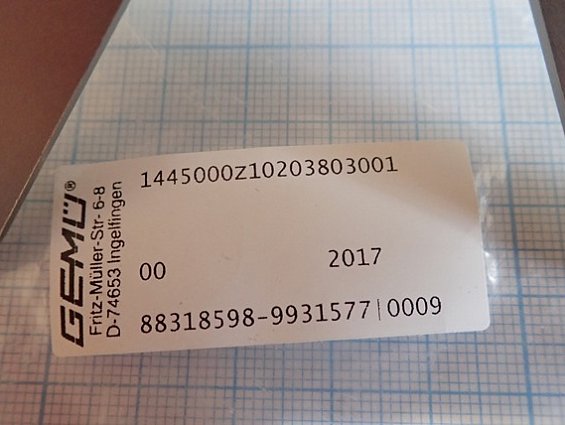 GEMÜ®
Fritz-Müller-Str- 6-8
D-74653 Ingelfingen
1445000z10203803001
00 2017
88318598-9931577|0009